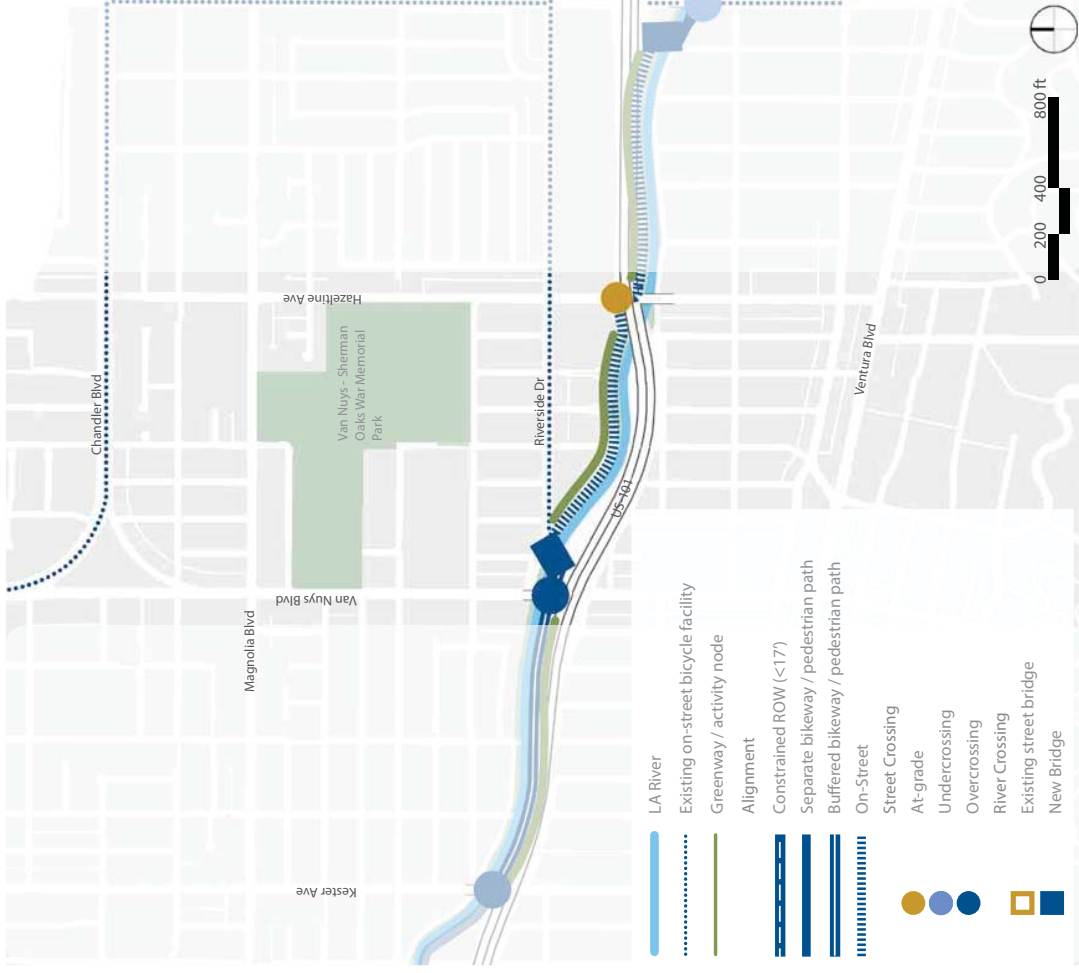 Chandler Blvd
Hazeltine Ave
Van Nuys - Sherman
Oaks War Memorial
Park
Riverside Dr
Ventura Blvd
US-101
Van Nuys Blvd
Magnolia Blvd
Kester Ave
0 200 400 800 ft
LA River
Existing on-street bicycle facility
Greenway / activity node
Alignment
Constrained ROW (<17')
Separate bikeway / pedestrian path
Buffered bikeway / pedestrian path
On-Street
Street Crossing
At-grade
Undercrossing
Overcrossing
River Crossing
Existing street bridge
New Bridge